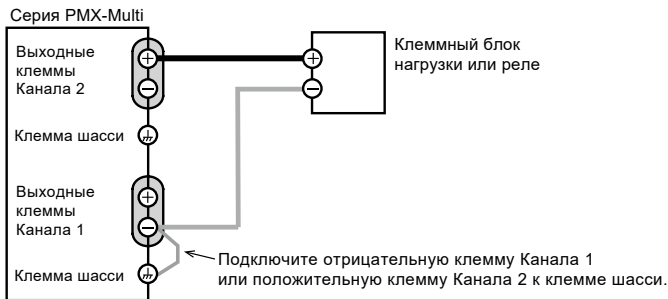 Серия PMX-Multi
Выходные
клеммы
Канала 2
Клемма шасси
Выходные
клеммы
Канала 1
Клемма шасси
Клеммный блок
нагрузки или реле
Подключите отрицательную клемму Канала 1
или положительную клемму Канала 2 к клемме шасси.